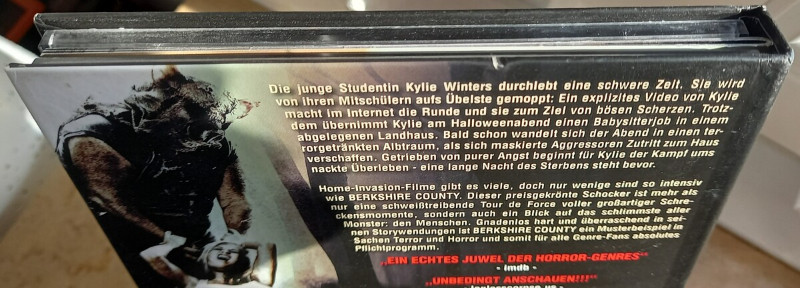 Die junge Studentin Kylie Winters durchlebt eine schwere Zeit. Sie wird
von ihren Mitschülern aufs Übelste gemoppt: Ein explizites Video von Kylie
macht im Internet die Runde und sie zum Ziel von bösen Scherzen. Trotz-
dem übernimmt Kylie am Halloweenabend einen Babysitterjob in einem
abgelegenen Landhaus. Bald schon wandelt sich der Abend in einen ter-
rorgetränkten Albtraum, als sich maskierte Aggressoren Zutritt zum Haus
verschaffen. Getrieben von purer Angst beginnt für Kylie der Kampf ums
nackte Überleben - eine lange Nacht des Sterbens steht bevor.
Home-Invasion-Filme gibt es viele, doch nur wenige sind so intensiv
wie BERKSHIRE COUNTY. Dieser preisgekrönte Schocker ist mehr als
nur eine schweißtreibende Tour de Force voller großartiger Schre-
ckensmomente, sondern auch ein Blick auf das schlimmste aller
Monster: den Menschen. Gnadenlos hart und überraschend in sei-
nen Storywendungen ist BERKSHIRE COUNTY ein Musterbeispiel in
Sachen Terror und Horror und somit für alle Genre-Fans absolutes
Pflichtprogramm.
„EIN ECHTES JUWEL DER HORROR-GENRES"
- imdb -
„UNBEDINGT ANSCHAUEN!!!"